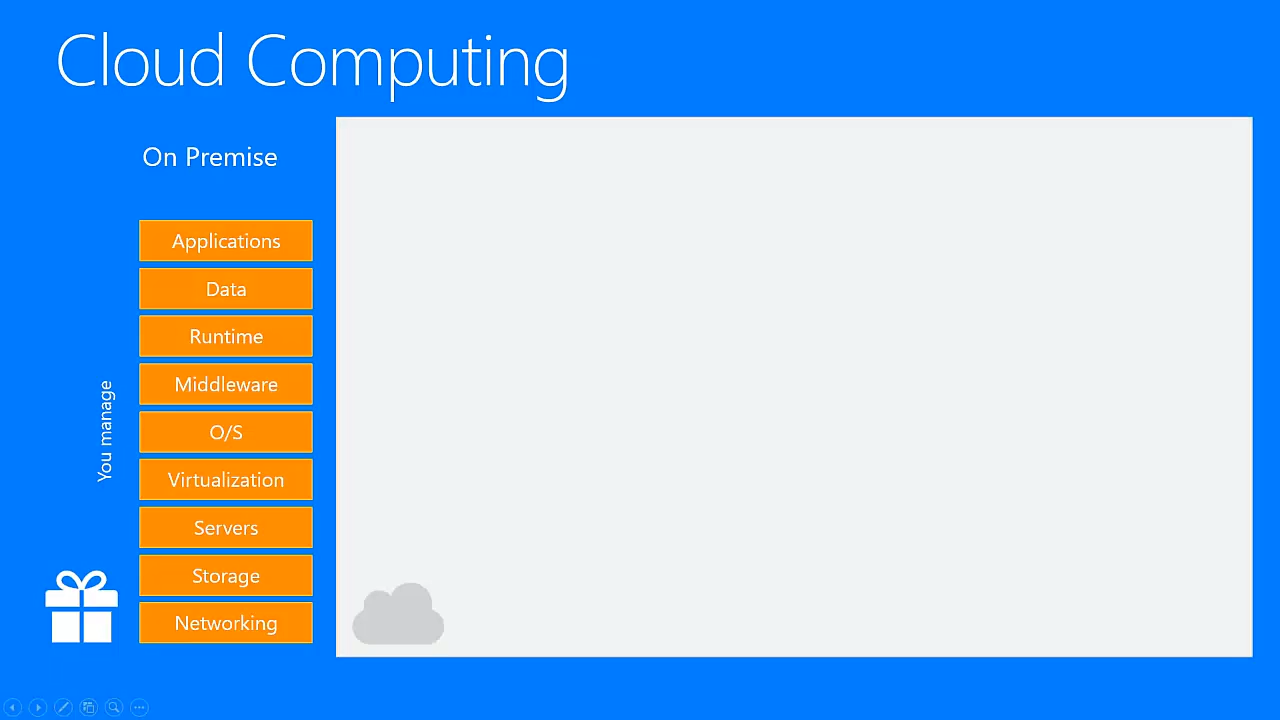 Cloud Computing
On Premise
Applications
Data
Runtime
Middleware
O/S
Virtualization
Servers
Storage
Networking
You manage